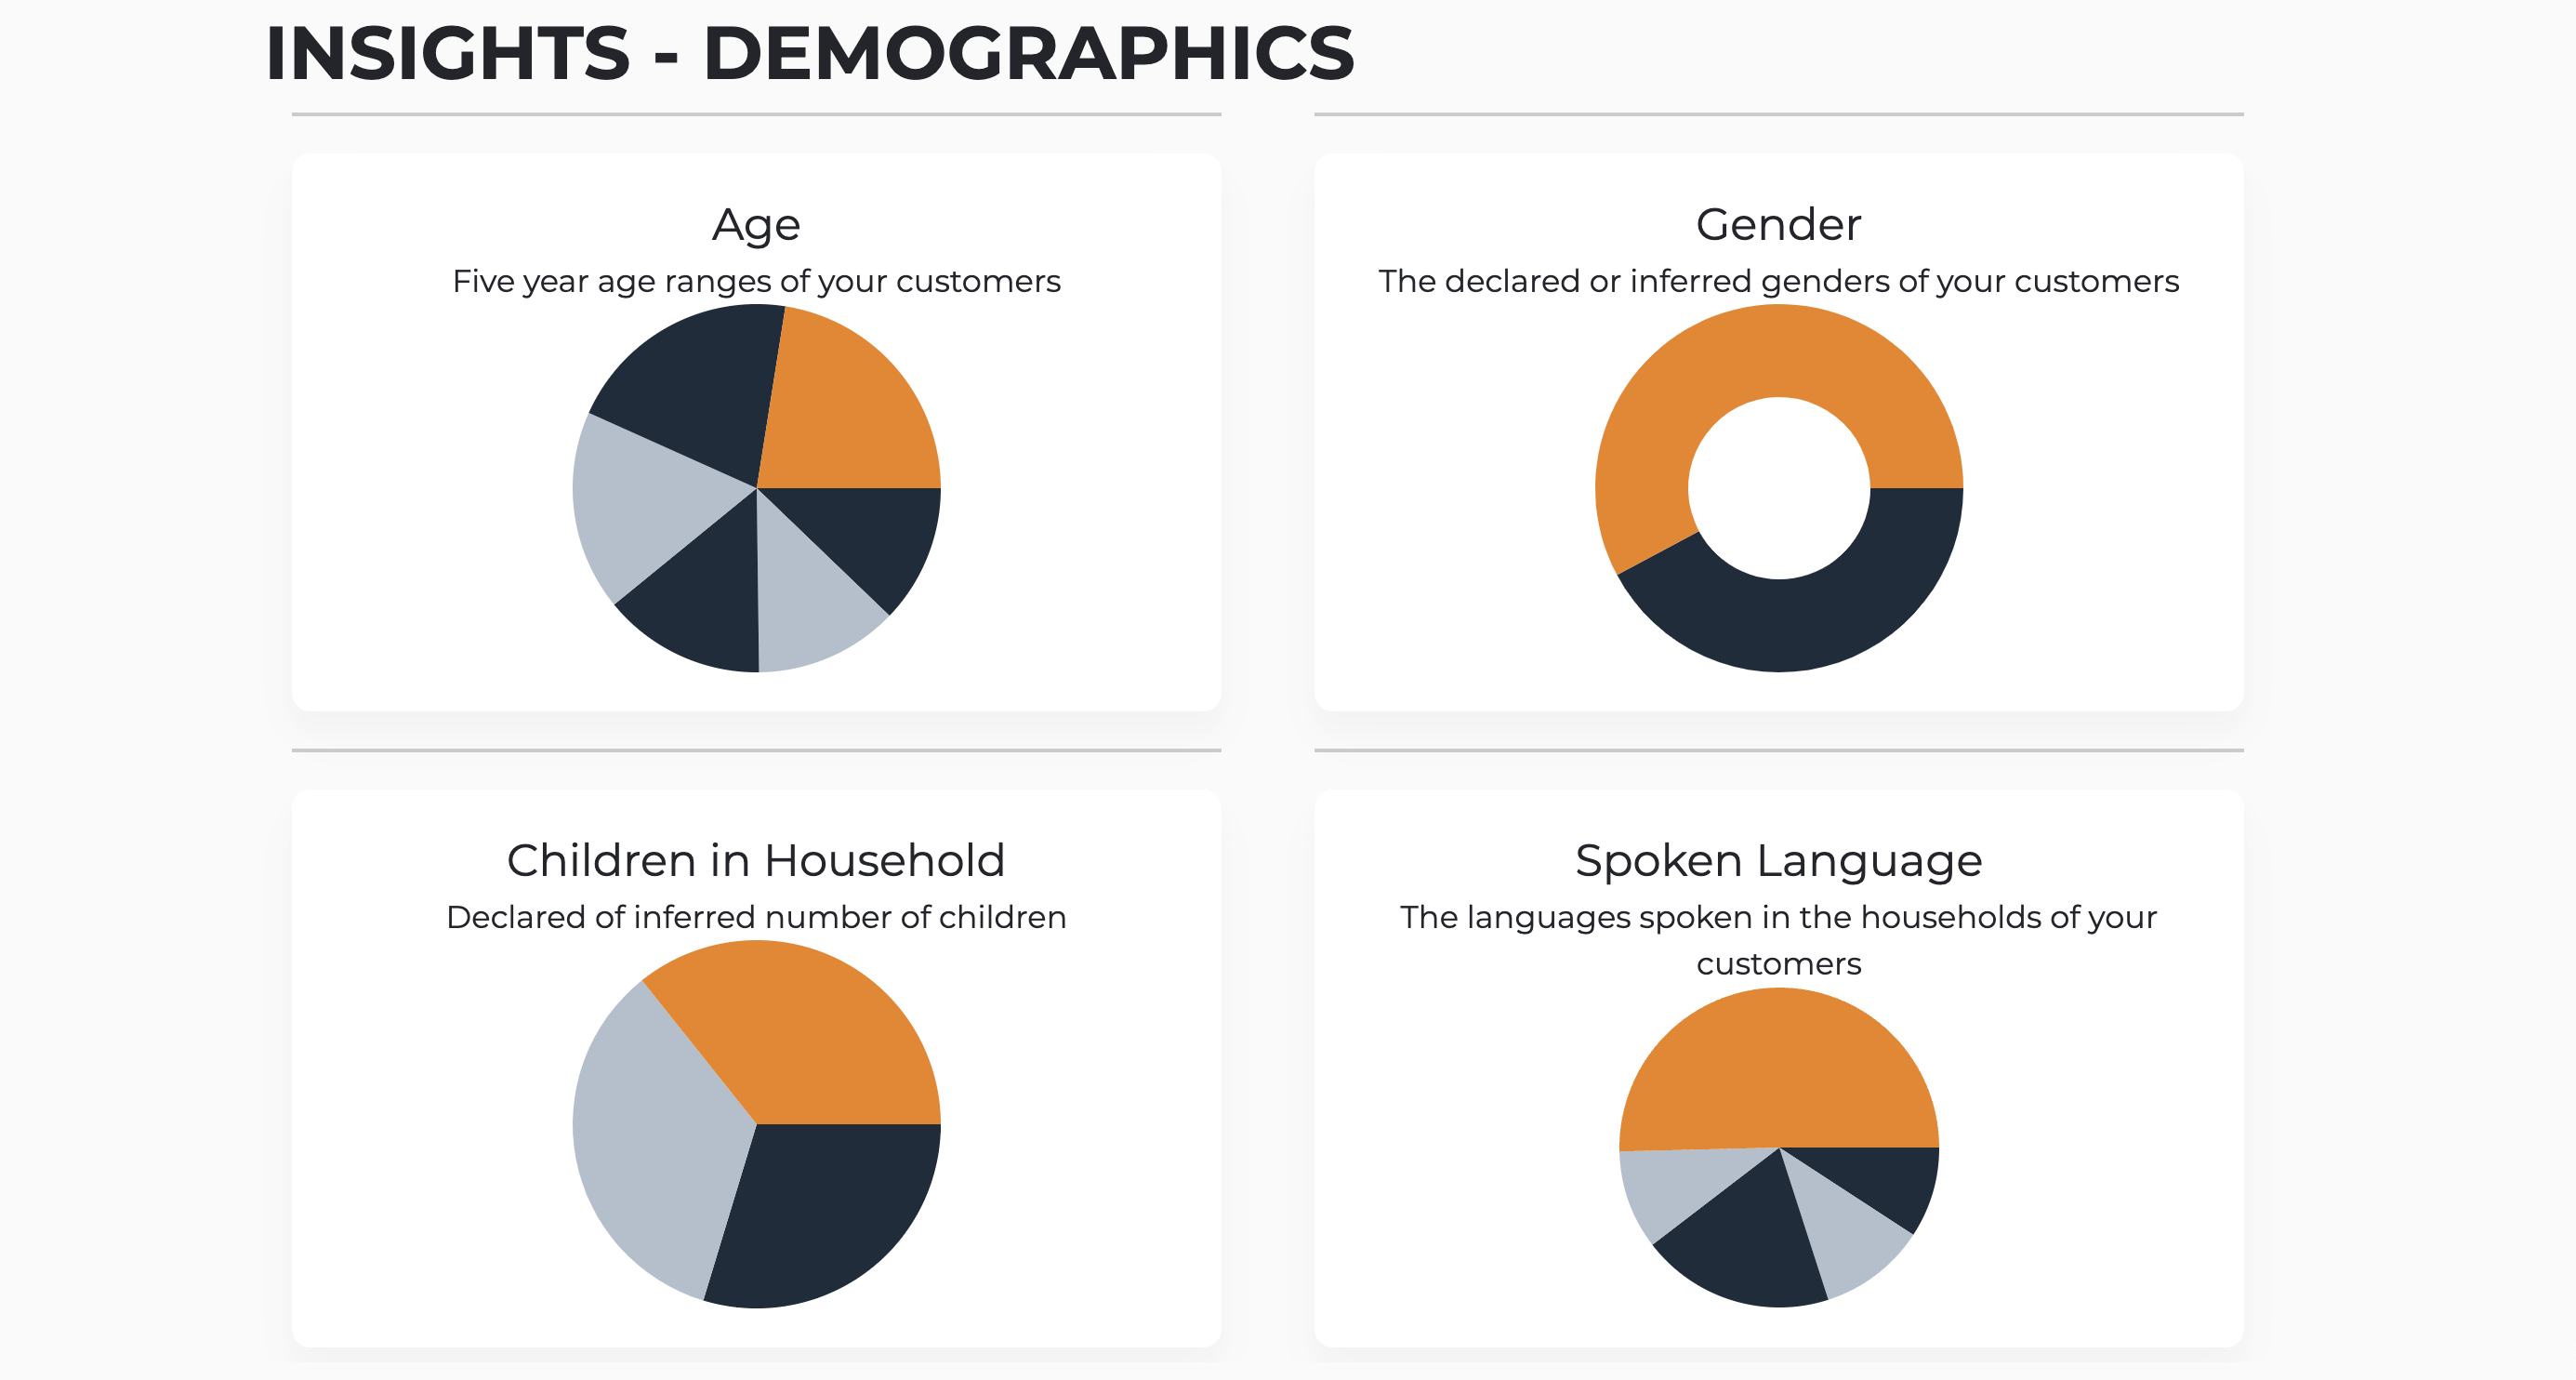 INSIGHTS - DEMOGRAPHICS
Age
Five year age ranges of your customers
Gender
The declared or inferred genders of your customers
Children in Household
Declared of inferred number of children
Spoken Language
The languages spoken in the households of your
customers